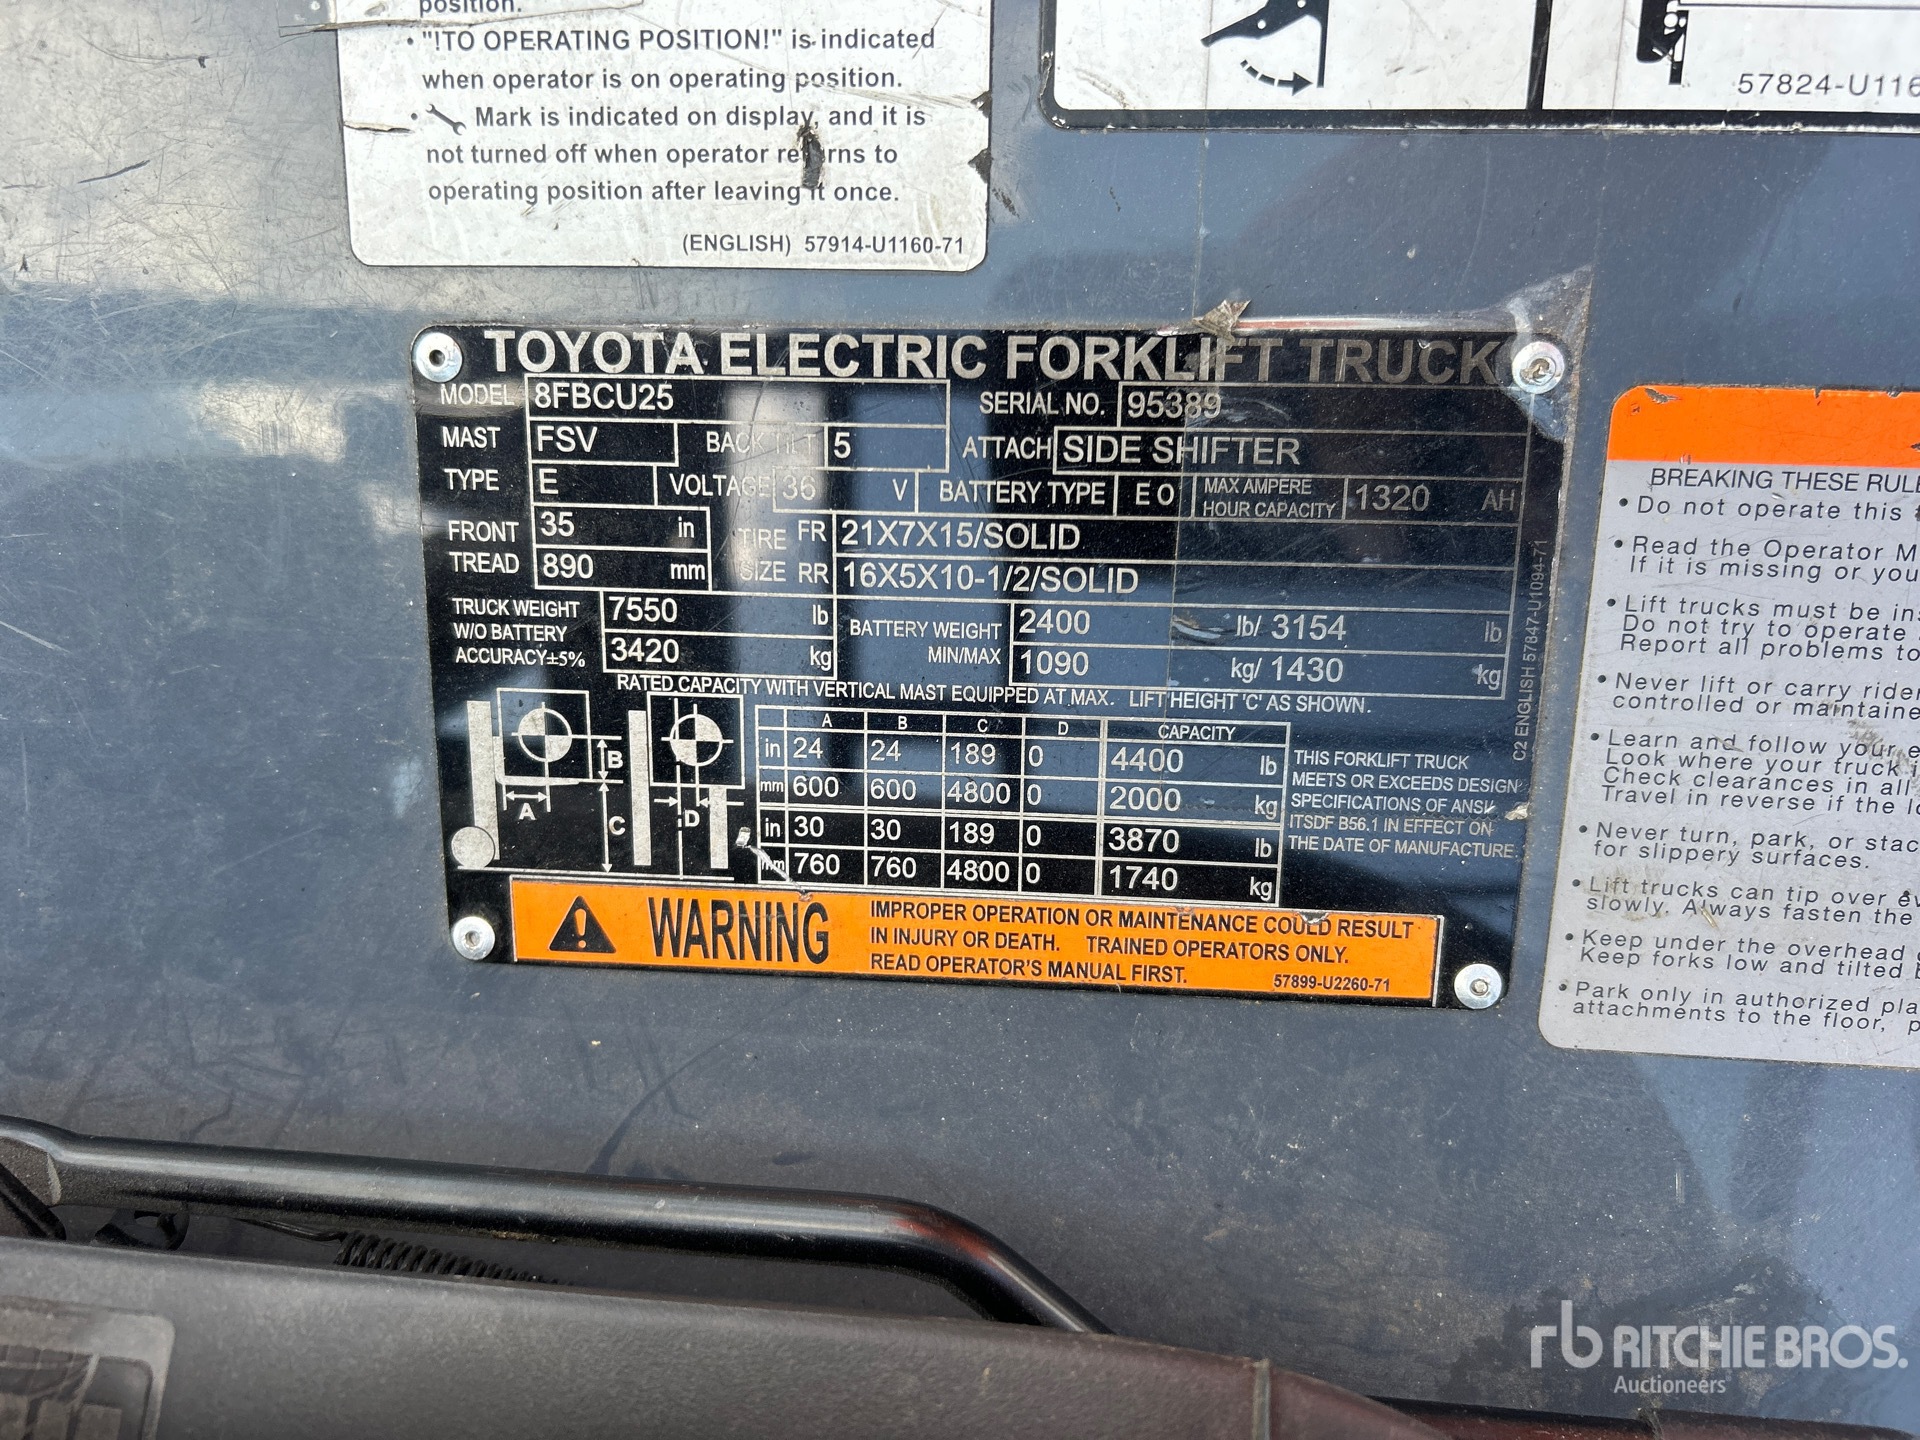 position.
• "!TO OPERATING POSITION!" is indicated
when operator is on operating position.
• Mark is indicated on display, and it is
not turned off when operator returns to
operating position after leaving it once.
(ENGLISH) 57914-U1160-71
57824-U116
TOYOTA ELECTRIC FORKLIFT TRUCK
MODEL 8FBCU25 SERIAL NO. 95389
MAST FSV BACK TILT 5 ATTACH SIDE SHIFTER
TYPE E VOLTAGE 36 V BATTERY TYPE E O MAX AMPERE HOUR CAPACITY 1320 AH
FRONT TREAD 35 in TIRE SIZE FR 21X7X15/SOLID
890 mm RR 16X5X10-1/2/SOLID
TRUCK WEIGHT W/O BATTERY ACCURACY±5% 7550 lb BATTERY WEIGHT MIN/MAX 2400 lb/ 3154 lb
3420 kg 1090 kg/ 1430 kg
RATED CAPACITY WITH VERTICAL MAST EQUIPPED AT MAX. LIFT HEIGHT 'C' AS SHOWN.
A B C D
A B C D CAPACITY
in 24 24 189 0 4400 lb
mm 600 600 4800 0 2000 kg
in 30 30 189 0 3870 lb
mm 760 760 4800 0 1740 kg
THIS FORKLIFT TRUCK
MEETS OR EXCEEDS DESIGN
SPECIFICATIONS OF ANSI/
ITSDF B56.1 IN EFFECT ON
THE DATE OF MANUFACTURE.
C2 ENGLISH 57847-U1094-71
WARNING
IMPROPER OPERATION OR MAINTENANCE COULD RESULT
IN INJURY OR DEATH. TRAINED OPERATORS ONLY.
READ OPERATOR'S MANUAL FIRST. 57899-U2260-71
BREAKING THESE RULE
• Do not operate this
• Read the Operator M
If it is missing or you
• Lift trucks must be ins
Do not try to operate
Report all problems to
• Never lift or carry rider
controlled or maintaine
• Learn and follow your e
Look where your truck i
Check clearances in all
Travel in reverse if the lo
• Never turn, park, or stac
for slippery surfaces.
• Lift trucks can tip over ev
slowly. Always fasten the
• Keep under the overhead
Keep forks low and tilted b
• Park only in authorized pla
attachments to the floor, p
rb RITCHIE BROS.
Auctioneers